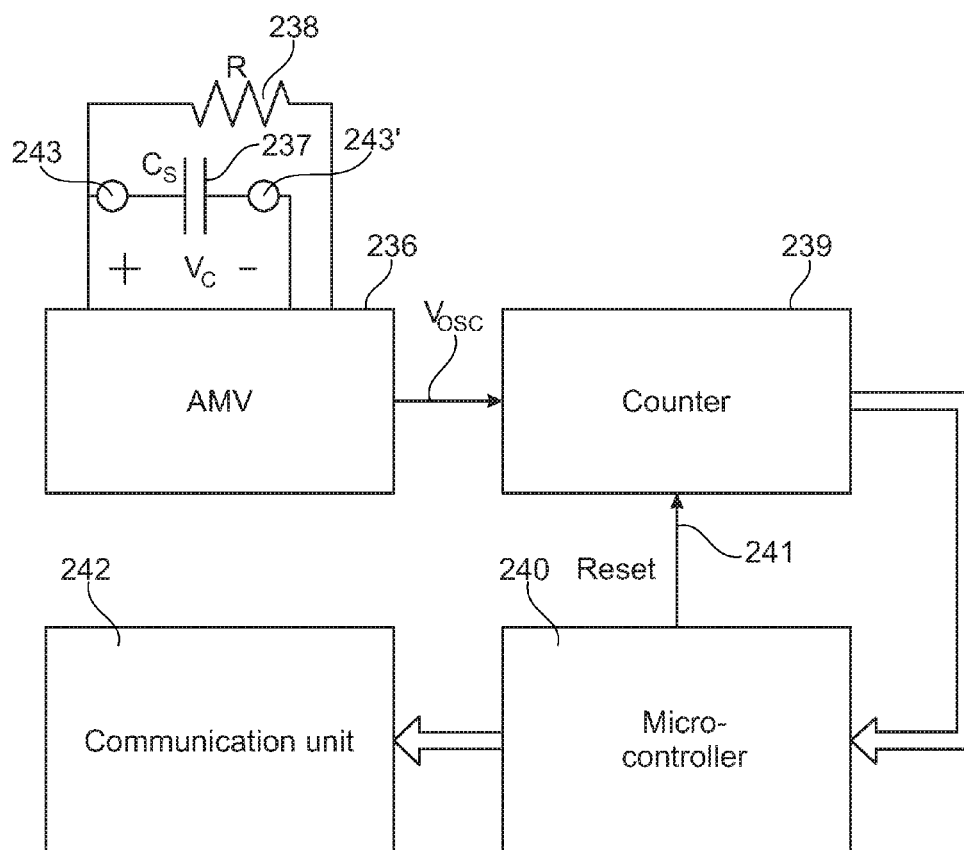 238
R
243
C_S
237
243'
+ V_C -
236
239
V_OSC
AMV
Counter
242
240
Reset
241
Communication unit
Micro-
controller